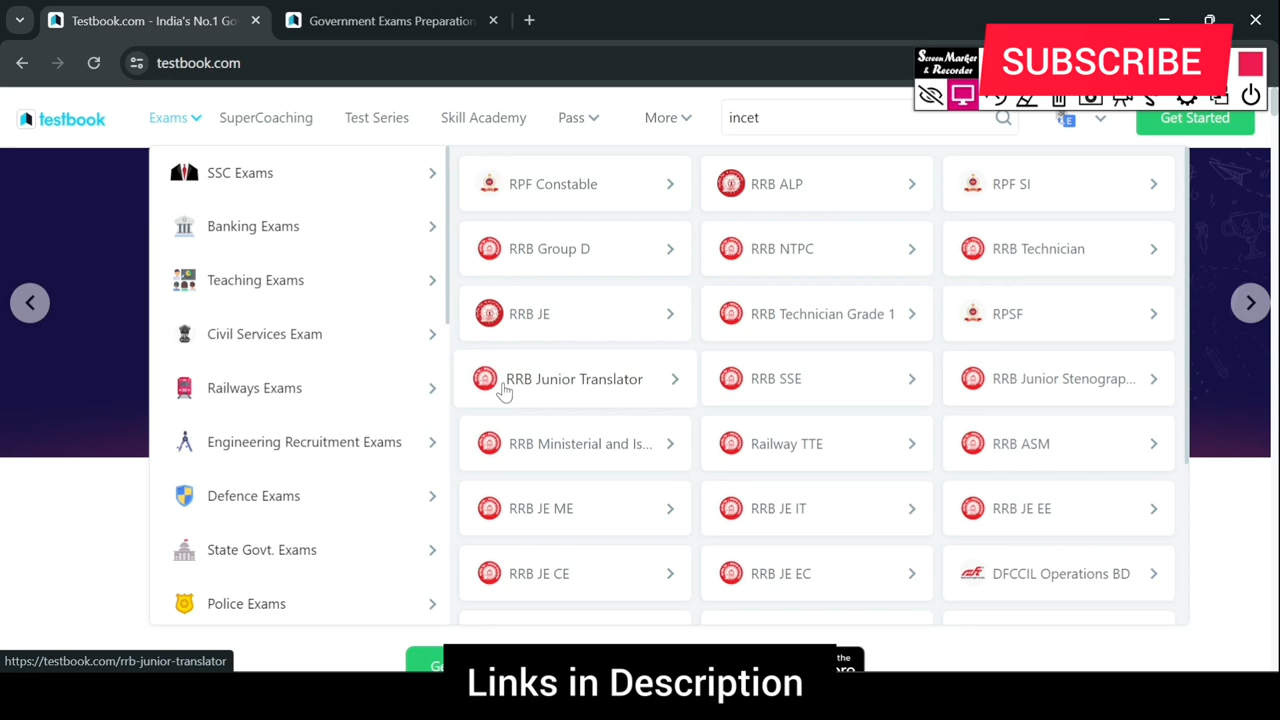 Testbook.com - India's No.1 Go
Government Exams Preparation
testbook.com
Screen Marker
& Recorder
SUBSCRIBE
testbook
Exams
SuperCoaching
Test Series
Skill Academy
Pass
More
incet
E
Get Started
SSC Exams
Banking Exams
Teaching Exams
Civil Services Exam
Railways Exams
Engineering Recruitment Exams
Defence Exams
State Govt. Exams
Police Exams
RPF Constable
RRB ALP
RPF SI
RRB Group D
RRB NTPC
RRB Technician
RRB JE
RRB Technician Grade 1
RPSF
RRB Junior Translator
RRB SSE
RRB Junior Stenograp...
RRB Ministerial and Is...
Railway TTE
RRB ASM
RRB JE ME
RRB JE IT
RRB JE EE
RRB JE CE
RRB JE EC
DFCCIL Operations BD
https://testbook.com/rrb-junior-translator
the
Links in Description